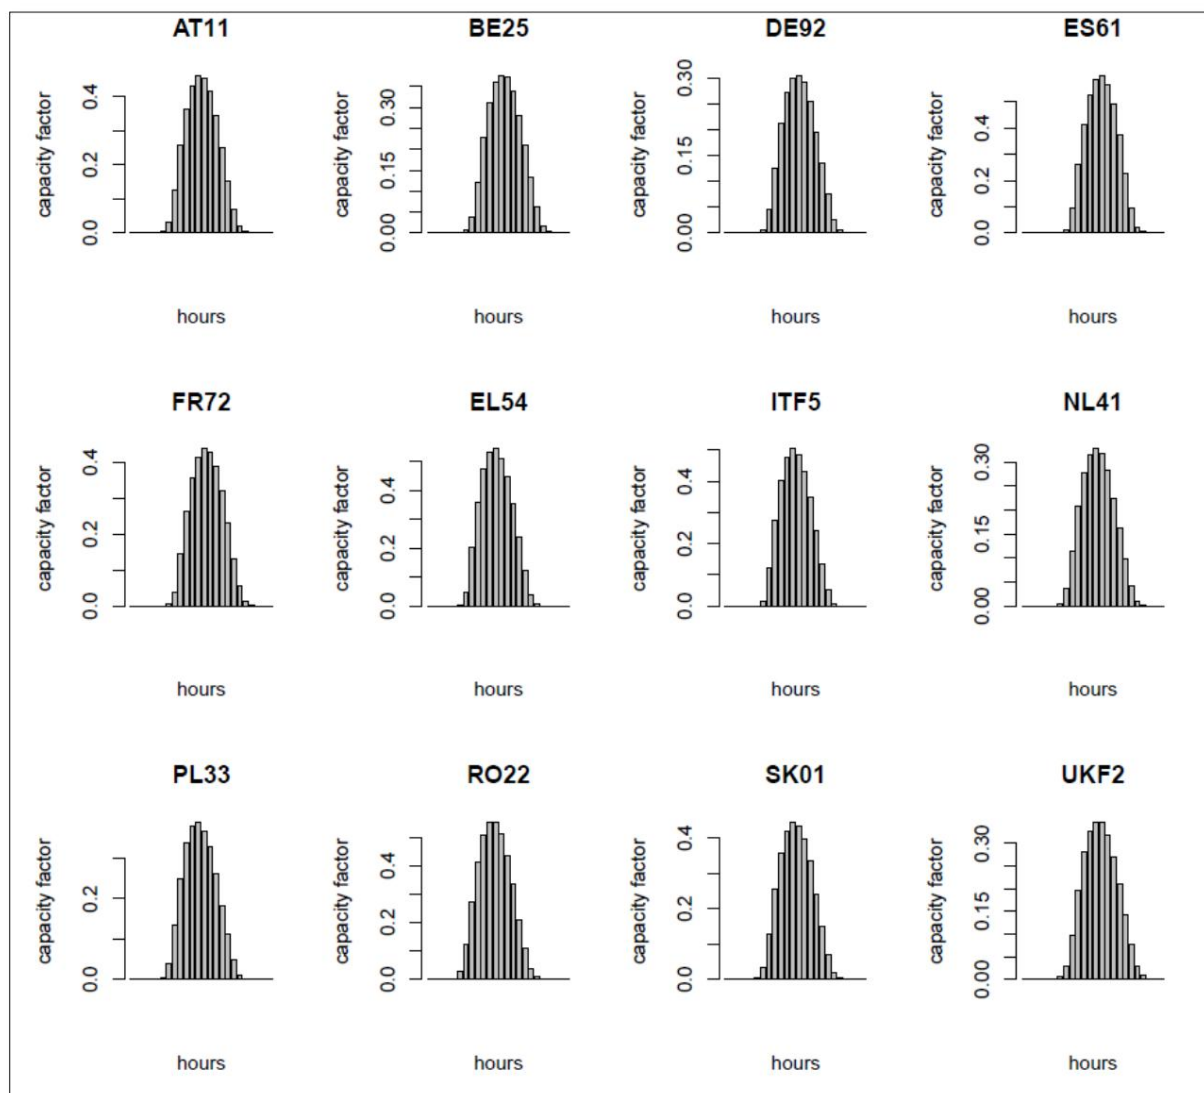 AT11
capacity factor
0.0
0.2
0.4
hours
BE25
capacity factor
0.00
0.15
0.30
hours
DE92
capacity factor
0.00
0.15
0.30
hours
ES61
capacity factor
0.0
0.2
0.4
hours
FR72
capacity factor
0.0
0.2
0.4
hours
EL54
capacity factor
0.0
0.2
0.4
hours
ITF5
capacity factor
0.0
0.2
0.4
hours
NL41
capacity factor
0.00
0.15
0.30
hours
PL33
capacity factor
0.0
0.2
hours
RO22
capacity factor
0.0
0.2
0.4
hours
SK01
capacity factor
0.0
0.2
0.4
hours
UKF2
capacity factor
0.00
0.15
0.30
hours